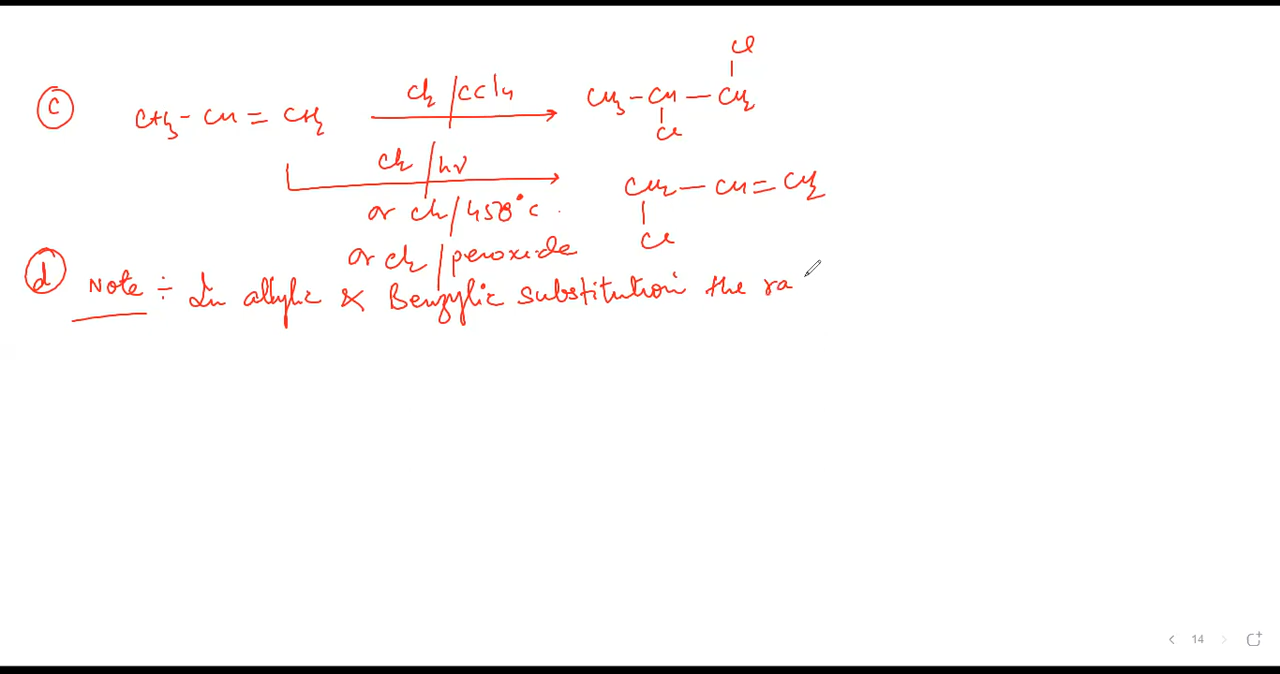 Cl
(c) CH3 - CH = CH2 Cl2/CCl4 CH3 - CH - CH2
Cl
Cl2/hν
CH2 - CH = CH2
or Cl2/450°C.
Cl
or Cl2/peroxide
(d) Note ÷ In allylic & Benzylic substitution the ra
14